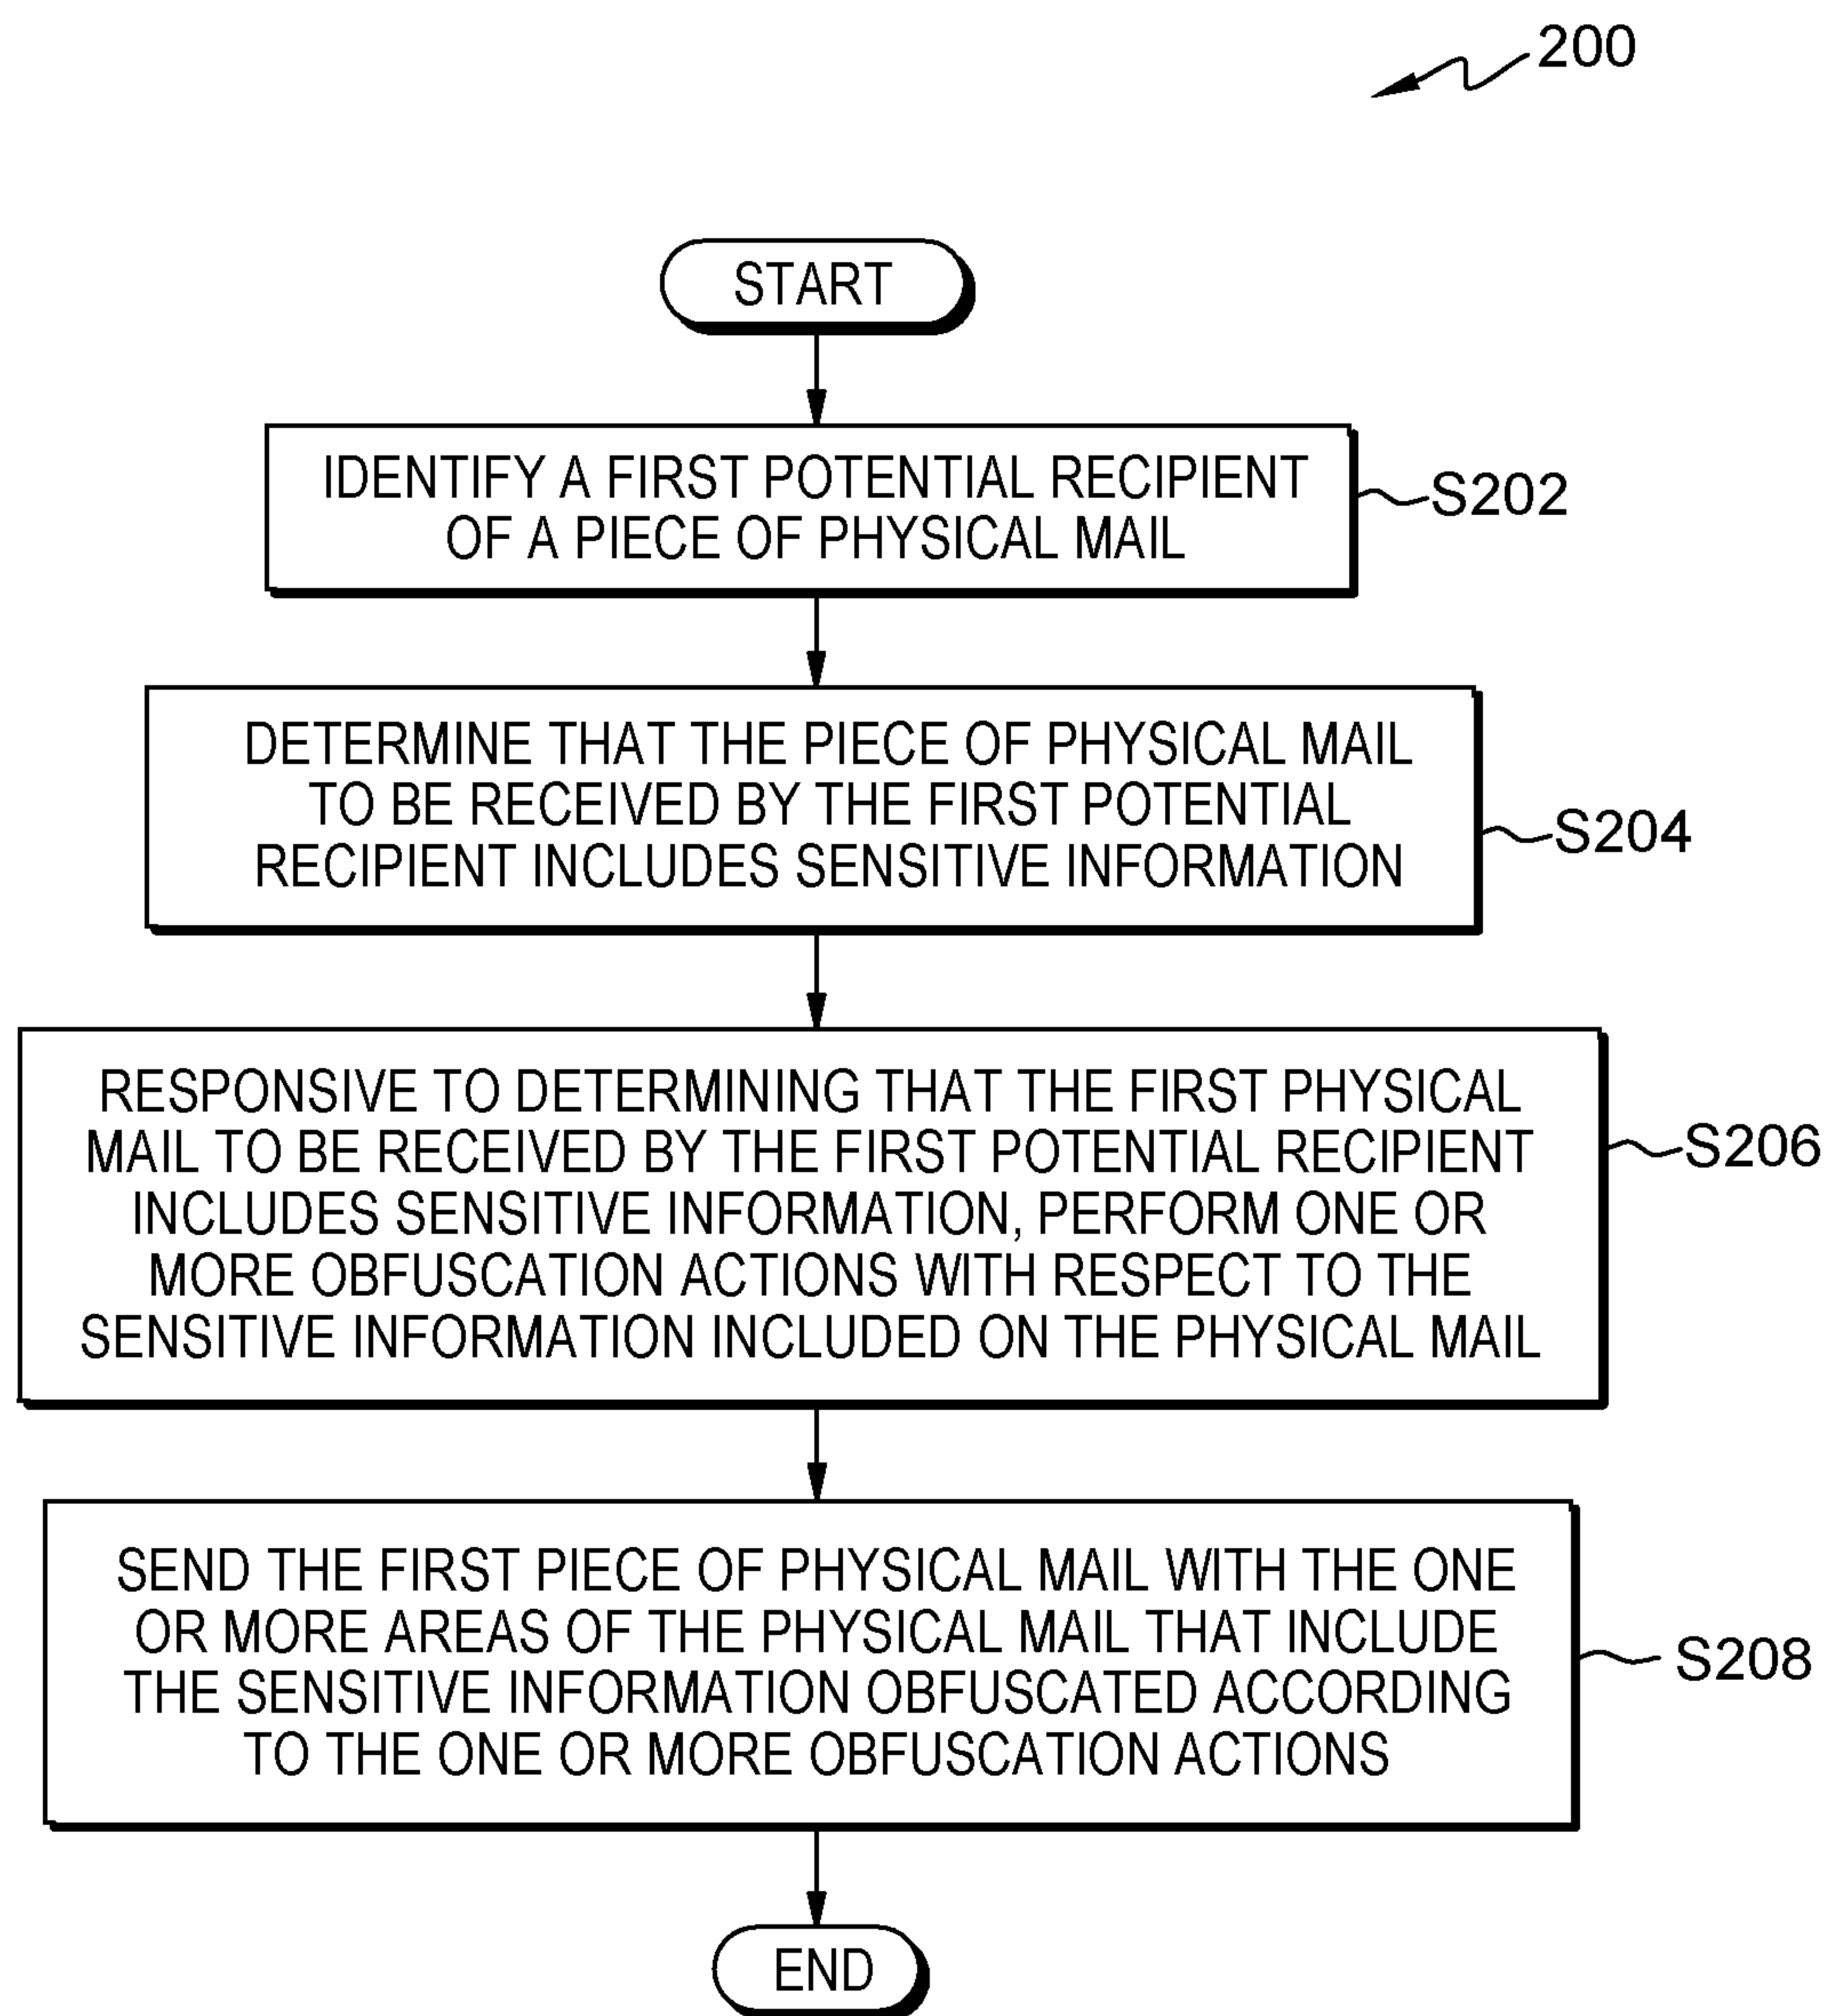 200
START
IDENTIFY A FIRST POTENTIAL RECIPIENT
OF A PIECE OF PHYSICAL MAIL
S202
DETERMINE THAT THE PIECE OF PHYSICAL MAIL
TO BE RECEIVED BY THE FIRST POTENTIAL
RECIPIENT INCLUDES SENSITIVE INFORMATION
S204
RESPONSIVE TO DETERMINING THAT THE FIRST PHYSICAL
MAIL TO BE RECEIVED BY THE FIRST POTENTIAL RECIPIENT
INCLUDES SENSITIVE INFORMATION, PERFORM ONE OR
MORE OBFUSCATION ACTIONS WITH RESPECT TO THE
SENSITIVE INFORMATION INCLUDED ON THE PHYSICAL MAIL
S206
SEND THE FIRST PIECE OF PHYSICAL MAIL WITH THE ONE
OR MORE AREAS OF THE PHYSICAL MAIL THAT INCLUDE
THE SENSITIVE INFORMATION OBFUSCATED ACCORDING
TO THE ONE OR MORE OBFUSCATION ACTIONS
S208
END